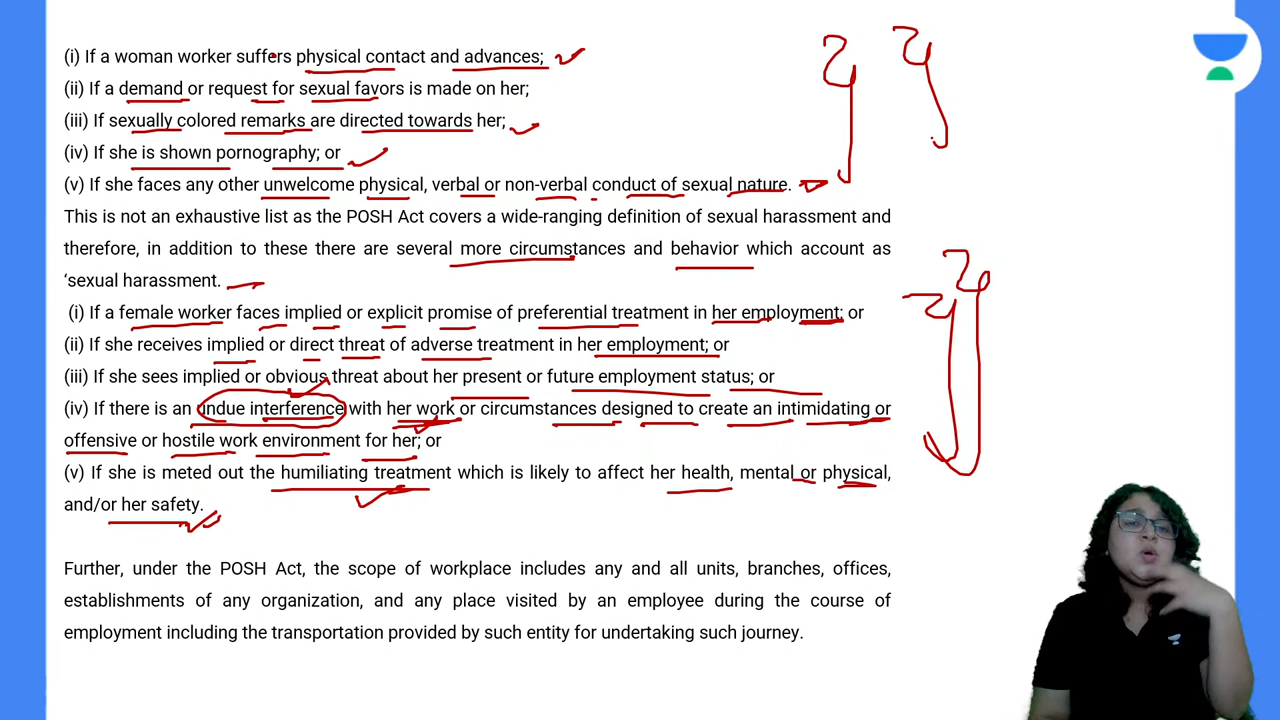 (i) If a woman worker suffers physical contact and advances;
(ii) If a demand or request for sexual favors is made on her;
(iii) If sexually colored remarks are directed towards her;
(iv) If she is shown pornography; or
(v) If she faces any other unwelcome physical, verbal or non-verbal conduct of sexual nature.
This is not an exhaustive list as the POSH Act covers a wide-ranging definition of sexual harassment and
therefore, in addition to these there are several more circumstances and behavior which account as
‘sexual harassment.
(i) If a female worker faces implied or explicit promise of preferential treatment in her employment; or
(ii) If she receives implied or direct threat of adverse treatment in her employment; or
(iii) If she sees implied or obvious threat about her present or future employment status; or
(iv) If there is an undue interference with her work or circumstances designed to create an intimidating or
offensive or hostile work environment for her; or
(v) If she is meted out the humiliating treatment which is likely to affect her health, mental or physical,
and/or her safety.
Further, under the POSH Act, the scope of workplace includes any and all units, branches, offices,
establishments of any organization, and any place visited by an employee during the course of
employment including the transportation provided by such entity for undertaking such journey.